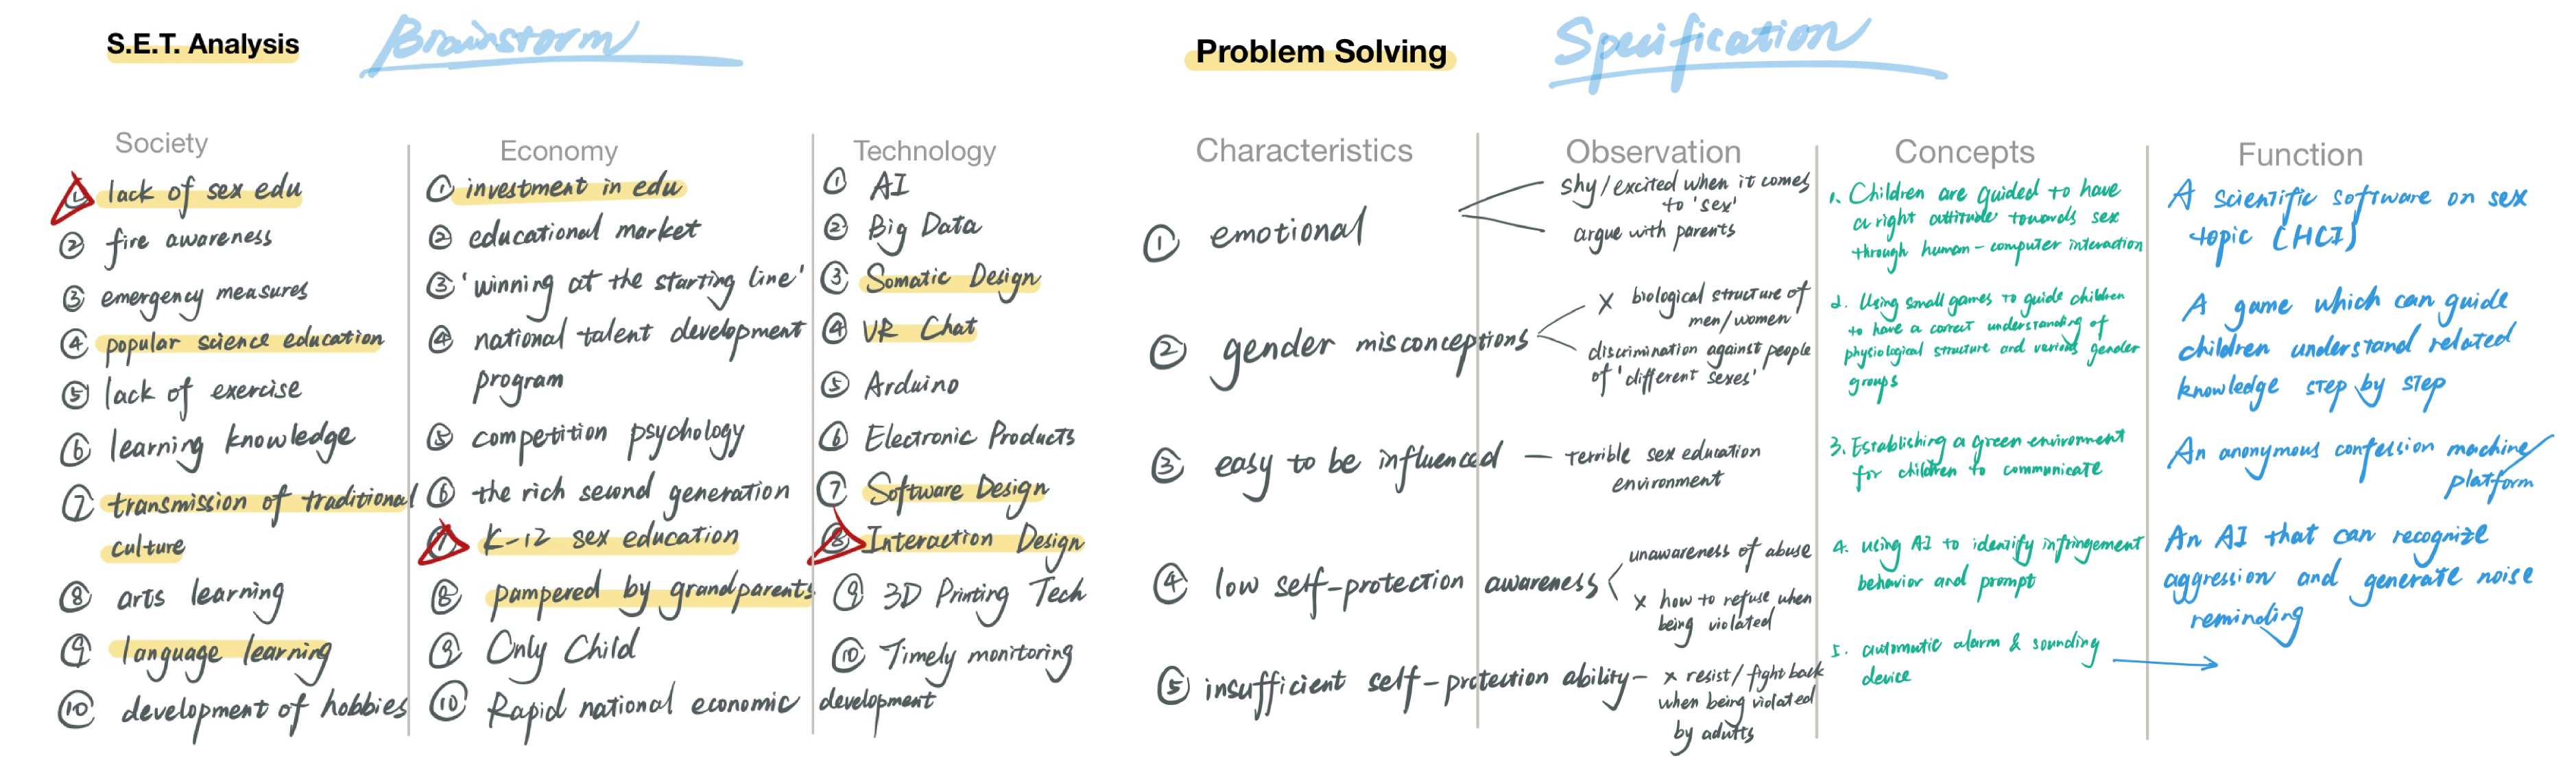 S.E.T. Analysis
Brainstorm
Society
① lack of sex edu
② fire awareness
③ emergency measures
④ popular science education
⑤ lack of exercise
⑥ learning knowledge
⑦ transmission of traditional
culture
⑧ arts learning
⑨ language learning
⑩ development of hobbies
Economy
① investment in edu
② educational market
③ 'winning at the starting line'
④ national talent development
program
⑤ competition psychology
⑥ the rich second generation
⑦ K-12 sex education
⑧ pampered by grandparents
⑨ Only Child
⑩ Rapid national economic development
Technology
① AI
② Big Data
③ Somatic Design
④ VR Chat
⑤ Arduino
⑥ Electronic Products
⑦ Software Design
⑧ Interaction Design
⑨ 3D Printing Tech
⑩ Timely monitoring
Problem Solving
Specification
Characteristics
① emotional
② gender misconceptions
③ easy to be influenced
④ low self-protection awareness
⑤ insufficient self-protection ability
Observation
shy/excited when it comes
to 'sex'
argue with parents
x biological structure of
men/women
discrimination against people
of 'different sexes'
terrible sex education
environment
unawareness of abuse
x how to refuse when
being violated
x resist/fight back
when being violated
by adults
Concepts
1. Children are guided to have
a right attitude towards sex
through human-computer interaction
2. Using small games to guide children
to have a correct understanding of
physiological structure and various gender
groups
3. Establishing a green environment
for children to communicate
4. using AI to identify infringement
behavior and prompt
5. automatic alarm & sounding
device
Function
A scientific software on sex
topic (HCI)
A game which can guide
children understand related
knowledge step by step
An anonymous confession machine/
platform
An AI that can recognize
aggression and generate noise
reminding